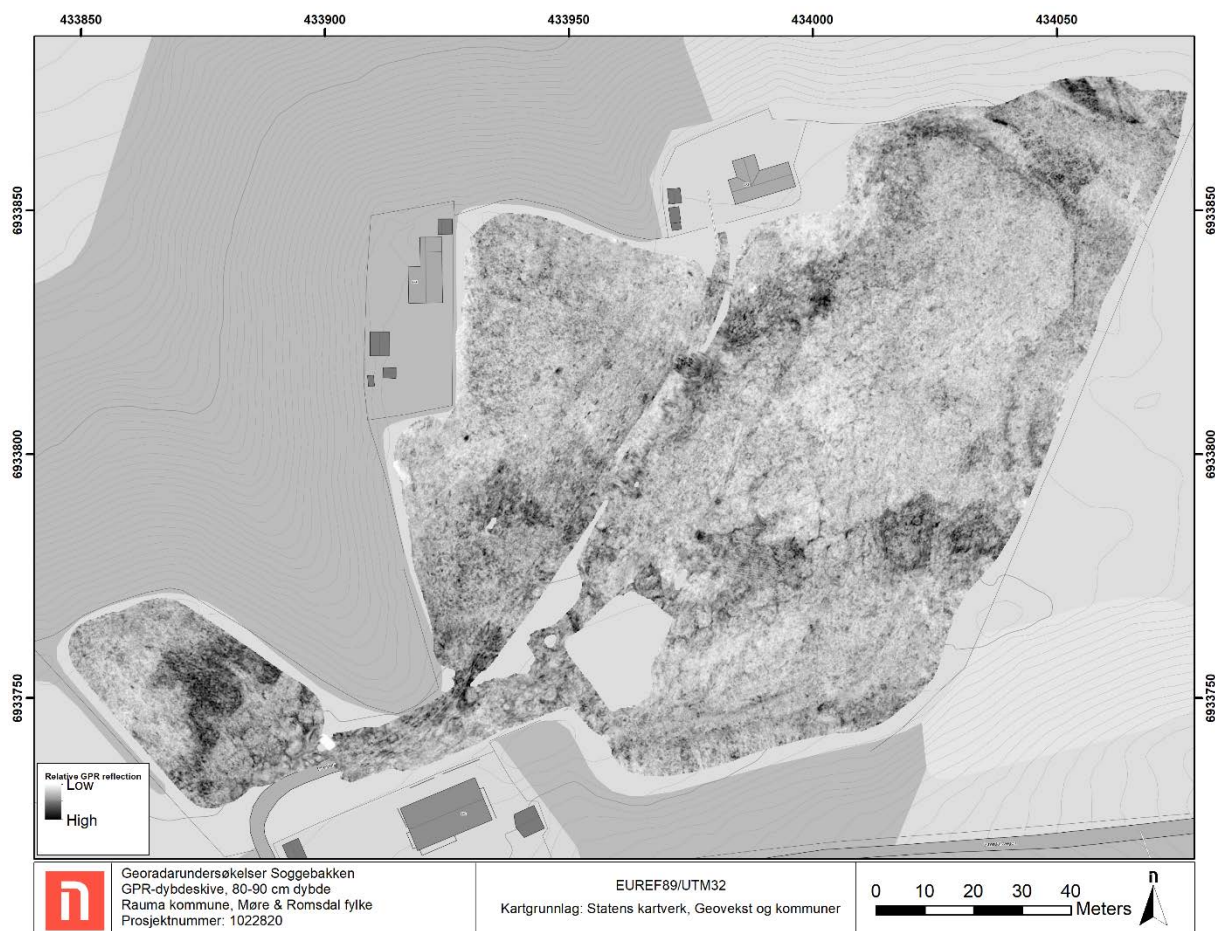 433850 433900 433950 434000 434050
6933850 6933850
6933800 6933800
6933750 6933750
Relative GPR reflection
Low
High
n
Georadarundersøkelser Soggebakken
GPR-dybdeskive, 80-90 cm dybde
Rauma kommune, Møre & Romsdal fylke
Prosjektnummer: 1022820
EUREF89/UTM32
Kartgrunnlag: Statens kartverk, Geovekst og kommuner
0 10 20 30 40
Meters
n